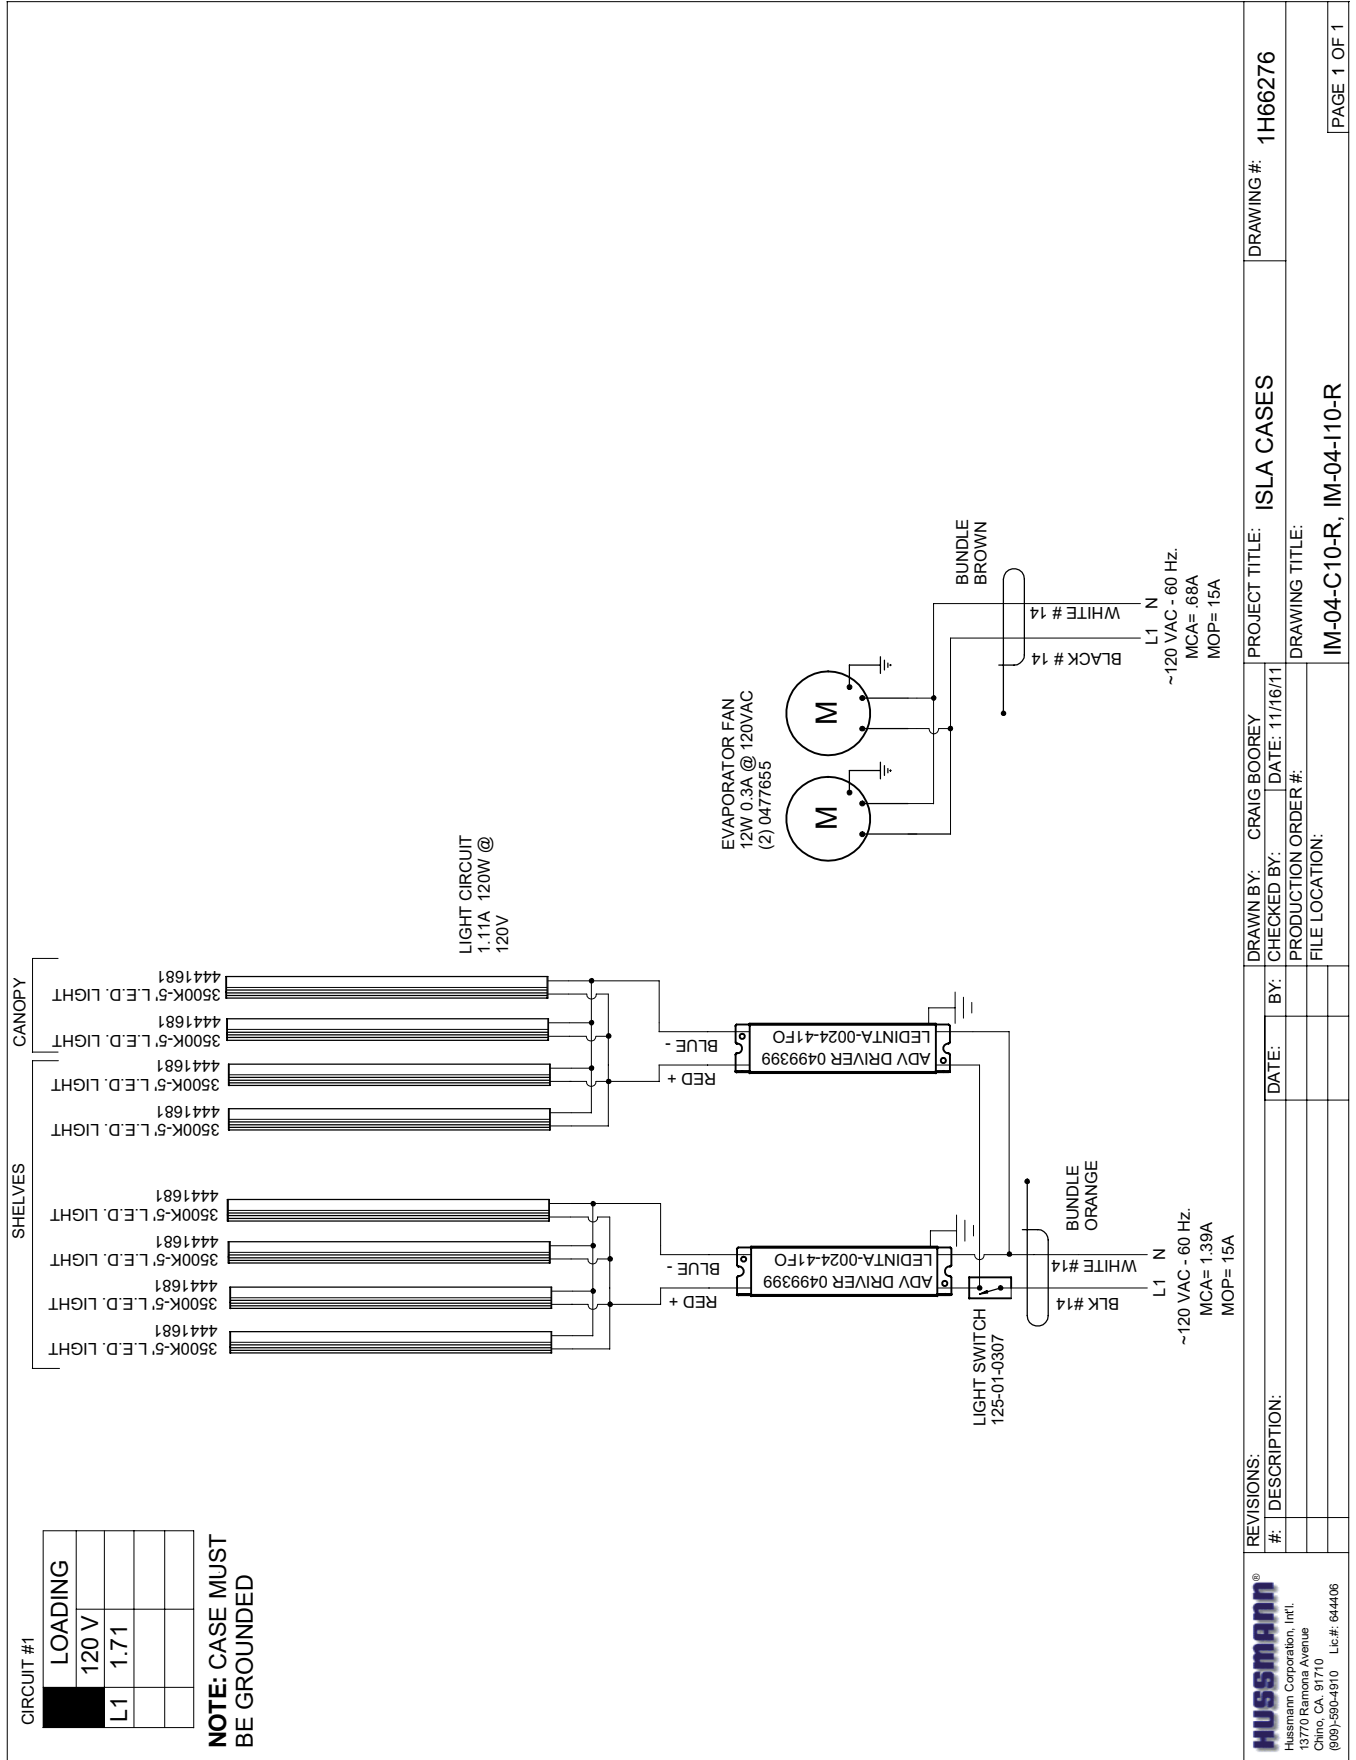 CIRCUIT #1
LOADING
120 V
L1 1.71
NOTE: CASE MUST
BE GROUNDED
SHELVES
CANOPY
3500K-5' L.E.D. LIGHT
4441681
3500K-5' L.E.D. LIGHT
4441681
3500K-5' L.E.D. LIGHT
4441681
3500K-5' L.E.D. LIGHT
4441681
3500K-5' L.E.D. LIGHT
4441681
3500K-5' L.E.D. LIGHT
4441681
3500K-5' L.E.D. LIGHT
4441681
3500K-5' L.E.D. LIGHT
4441681
LIGHT CIRCUIT
1.11A 120W @
120V
RED +
BLUE -
RED +
BLUE -
ADV DRIVER 0499399
LEDINTA-0024-41FO
ADV DRIVER 0499399
LEDINTA-0024-41FO
LIGHT SWITCH
125-01-0307
BUNDLE
ORANGE
BLK #14
WHITE #14
L1 N
~120 VAC - 60 Hz.
MCA= 1.39A
MOP= 15A
EVAPORATOR FAN
12W 0.3A @ 120VAC
(2) 0477655
M
M
BUNDLE
BROWN
BLACK # 14
WHITE # 14
L1 N
~120 VAC - 60 Hz.
MCA= .68A
MOP= 15A
HUSSMANN®
Hussmann Corporation, Int'l.
13770 Ramona Avenue
Chino, CA. 91710
(909)-590-4910 Lic.#: 644406
REVISIONS:
#: DESCRIPTION: DATE: BY:
DRAWN BY: CRAIG BOOREY
CHECKED BY: DATE: 11/16/11
PRODUCTION ORDER #:
FILE LOCATION:
PROJECT TITLE: ISLA CASES
DRAWING TITLE:
IM-04-C10-R, IM-04-I10-R
DRAWING #: 1H66276
PAGE 1 OF 1